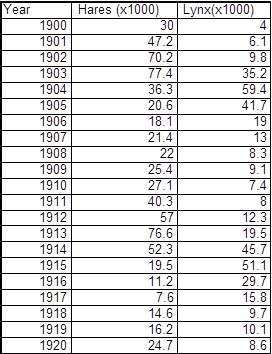 Year Hares (x1000) Lynx(x1000)
1900 30 4
1901 47.2 6.1
1902 70.2 9.8
1903 77.4 35.2
1904 36.3 59.4
1905 20.6 41.7
1906 18.1 19
1907 21.4 13
1908 22 8.3
1909 25.4 9.1
1910 27.1 7.4
1911 40.3 8
1912 57 12.3
1913 76.6 19.5
1914 52.3 45.7
1915 19.5 51.1
1916 11.2 29.7
1917 7.6 15.8
1918 14.6 9.7
1919 16.2 10.1
1920 24.7 8.6